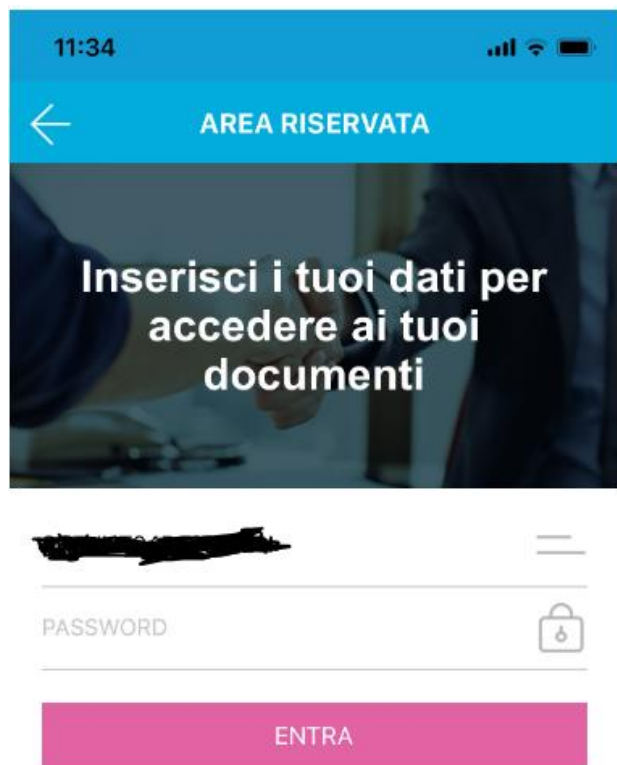 11:34
AREA RISERVATA
Inserisci i tuoi dati per
accedere ai tuoi
documenti
PASSWORD
ENTRA